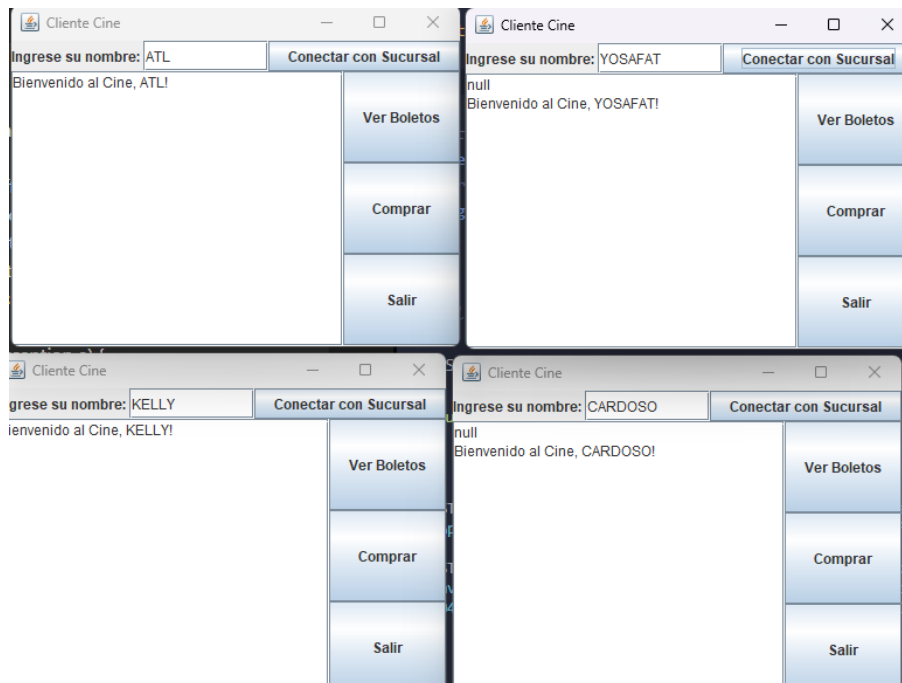 Cliente Cine
Ingrese su nombre: ATL Conectar con Sucursal
Bienvenido al Cine, ATL!
Ver Boletos
Comprar
Salir
Cliente Cine
Ingrese su nombre: YOSAFAT Conectar con Sucursal
null
Bienvenido al Cine, YOSAFAT!
Ver Boletos
Comprar
Salir
Cliente Cine
grese su nombre: KELLY Conectar con Sucursal
ienvenido al Cine, KELLY!
Ver Boletos
Comprar
Salir
Cliente Cine
Ingrese su nombre: CARDOSO Conectar con Sucursal
null
Bienvenido al Cine, CARDOSO!
Ver Boletos
Comprar
Salir